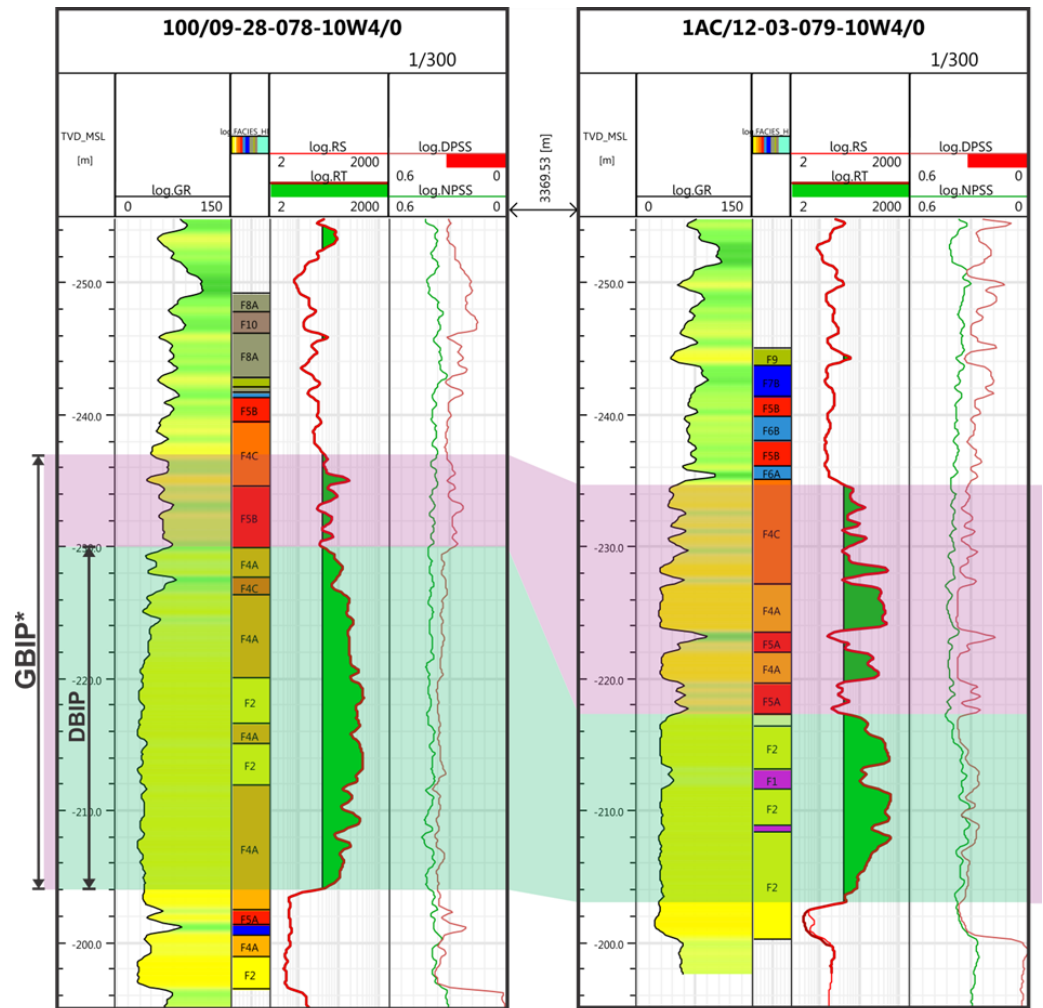 100/09-28-078-10W4/0
1/300
TVD_MSL
[m]
log.FACIES_HI
log.RS
2 2000
log.DPSS
0.6 0
log.GR
0 150
log.RT
2 2000
log.NPSS
0.6 0
-250.0
-240.0
-230.0
-220.0
-210.0
-200.0
F8A
F10
F8A
F5B
F4C
F5B
F4A
F4C
F4A
F2
F4A
F2
F4A
F5A
F4A
F2
GBIP*
DBIP
3369.53 [m]
1AC/12-03-079-10W4/0
1/300
TVD_MSL
[m]
log.FACIES_HI
log.RS
2 2000
log.DPSS
0.6 0
log.GR
0 150
log.RT
2 2000
log.NPSS
0.6 0
-250.0
-240.0
-230.0
-220.0
-210.0
-200.0
F9
F7B
F5B
F6B
F5B
F6A
F4C
F4A
F5A
F4A
F5A
F2
F1
F2
F2